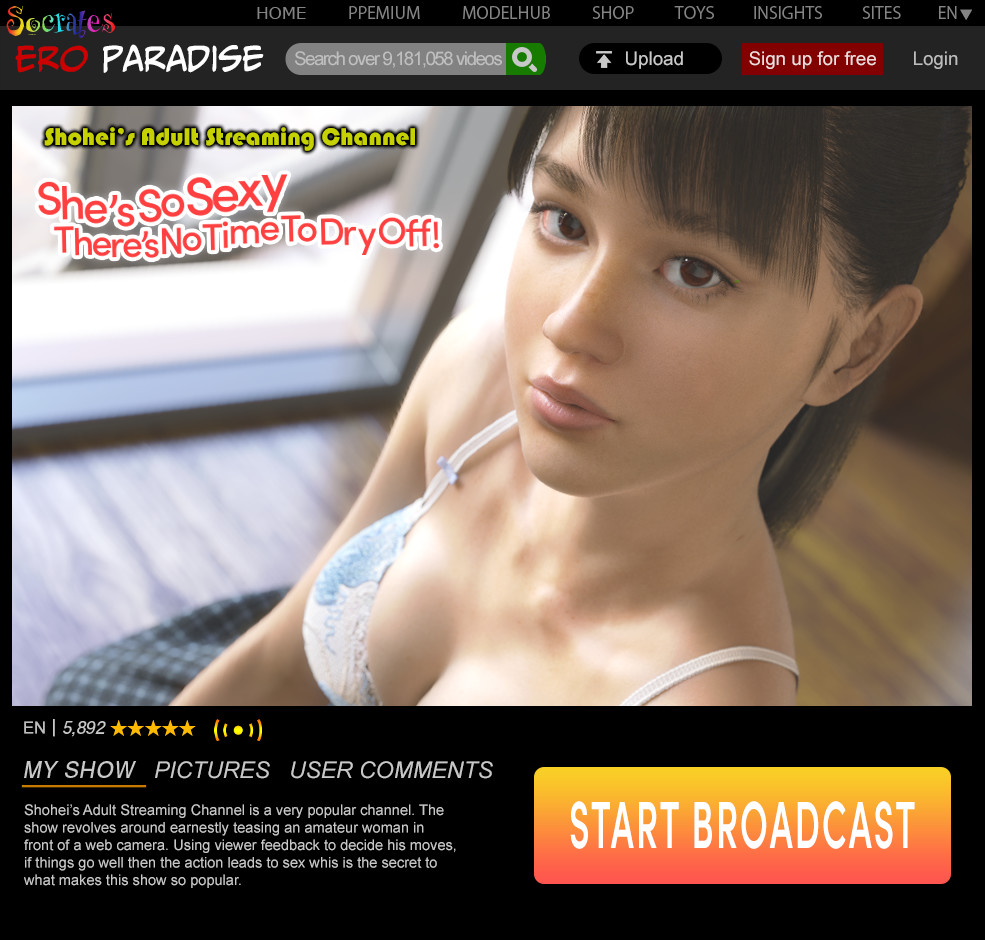 Socrates
HOME PPEMIUM MODELHUB SHOP TOYS INSIGHTS SITES EN
ERO PARADISE
Search over 9,181,058 videos
Upload
Sign up for free
Login
Shohei's Adult Streaming Channel
She's So Sexy
There's No Time To Dry Off!
EN | 5,892
MY SHOW PICTURES USER COMMENTS
Shohei's Adult Streaming Channel is a very popular channel. The
show revolves around earnestly teasing an amateur woman in
front of a web camera. Using viewer feedback to decide his moves,
if things go well then the action leads to sex whis is the secret to
what makes this show so popular.
START BROADCAST